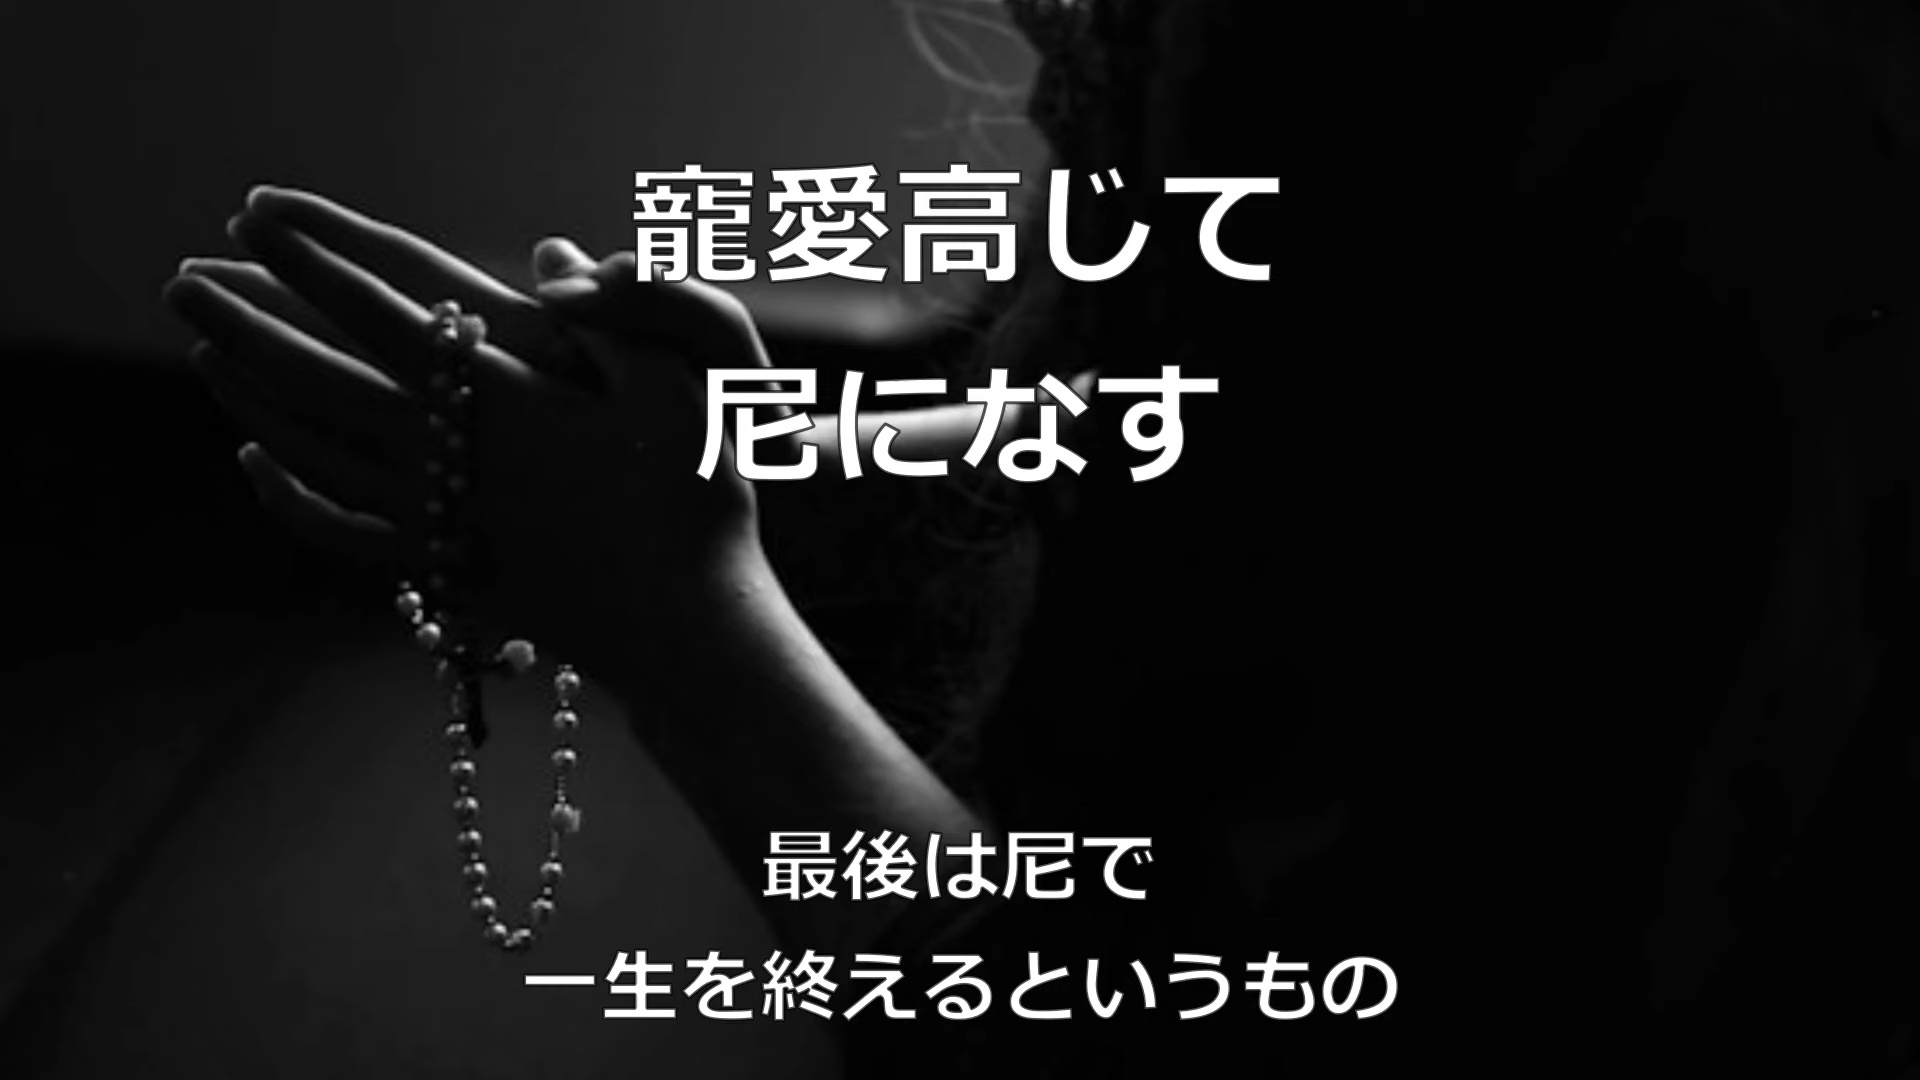 寵愛高じて
尼になす
最後は尼で
一生を終えるというもの